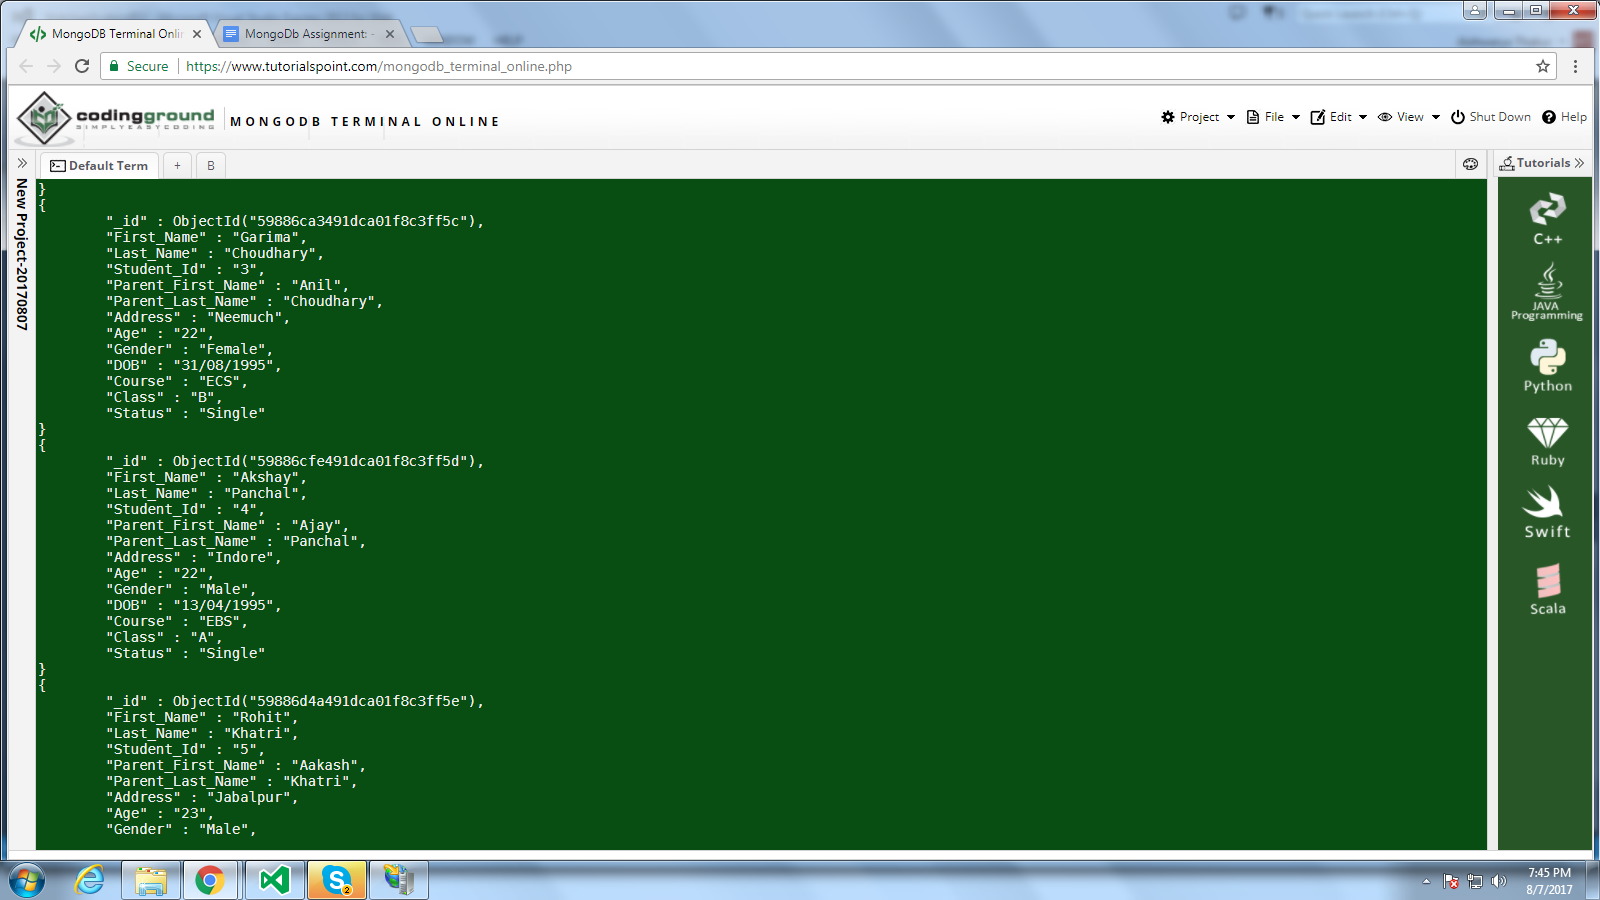 MongoDB Terminal Onlin
MongoDb Assignment: -
Secure
https://www.tutorialspoint.com/mongodb_terminal_online.php
codingground
SIMPLYEASYCODING
MONGODB TERMINAL ONLINE
Project
File
Edit
View
Shut Down
Help
Default Term
+
B
Tutorials
New Project-20170807
}
{
"_id" : ObjectId("59886ca3491dca01f8c3ff5c"),
"First_Name" : "Garima",
"Last_Name" : "Choudhary",
"Student_Id" : "3",
"Parent_First_Name" : "Anil",
"Parent_Last_Name" : "Choudhary",
"Address" : "Neemuch",
"Age" : "22",
"Gender" : "Female",
"DOB" : "31/08/1995",
"Course" : "ECS",
"Class" : "B",
"Status" : "Single"
}
{
"_id" : ObjectId("59886cfe491dca01f8c3ff5d"),
"First_Name" : "Akshay",
"Last_Name" : "Panchal",
"Student_Id" : "4",
"Parent_First_Name" : "Ajay",
"Parent_Last_Name" : "Panchal",
"Address" : "Indore",
"Age" : "22",
"Gender" : "Male",
"DOB" : "13/04/1995",
"Course" : "EBS",
"Class" : "A",
"Status" : "Single"
}
{
"_id" : ObjectId("59886d4a491dca01f8c3ff5e"),
"First_Name" : "Rohit",
"Last_Name" : "Khatri",
"Student_Id" : "5",
"Parent_First_Name" : "Aakash",
"Parent_Last_Name" : "Khatri",
"Address" : "Jabalpur",
"Age" : "23",
"Gender" : "Male",
C++
JAVA
Programming
Python
Ruby
Swift
Scala
2
7:45 PM
8/7/2017